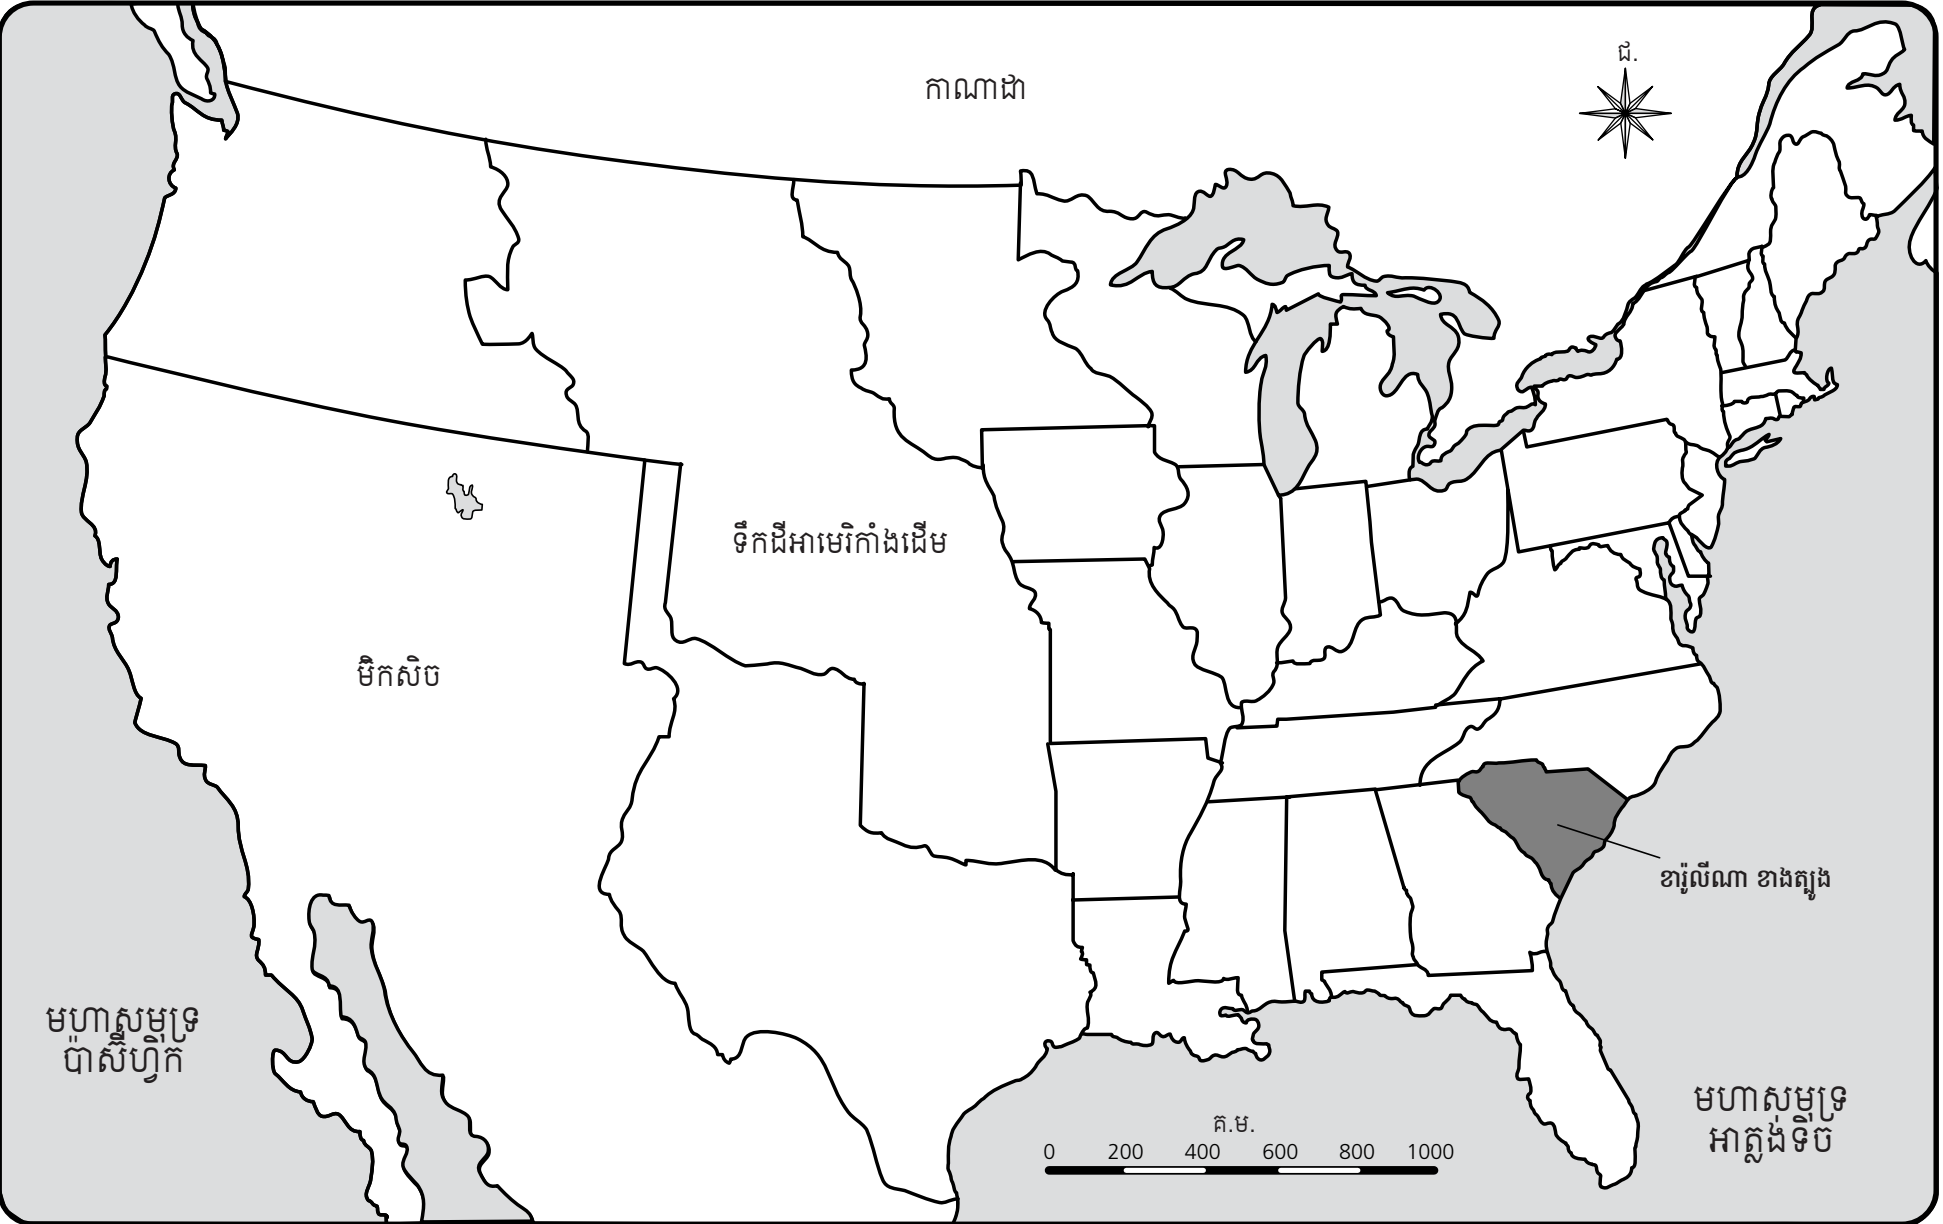 ជ.
កាណាដា
ទឹកដីអាមេរិកាំងដើម
ម៉ិកសិច
ខារ៉ូលីណា ខាងត្បូង
មហាសមុទ្រ
ប៉ាស៊ីហ្វិក
មហាសមុទ្រ
អាត្លង់ទិច
គ.ម.
0 200 400 600 800 1000